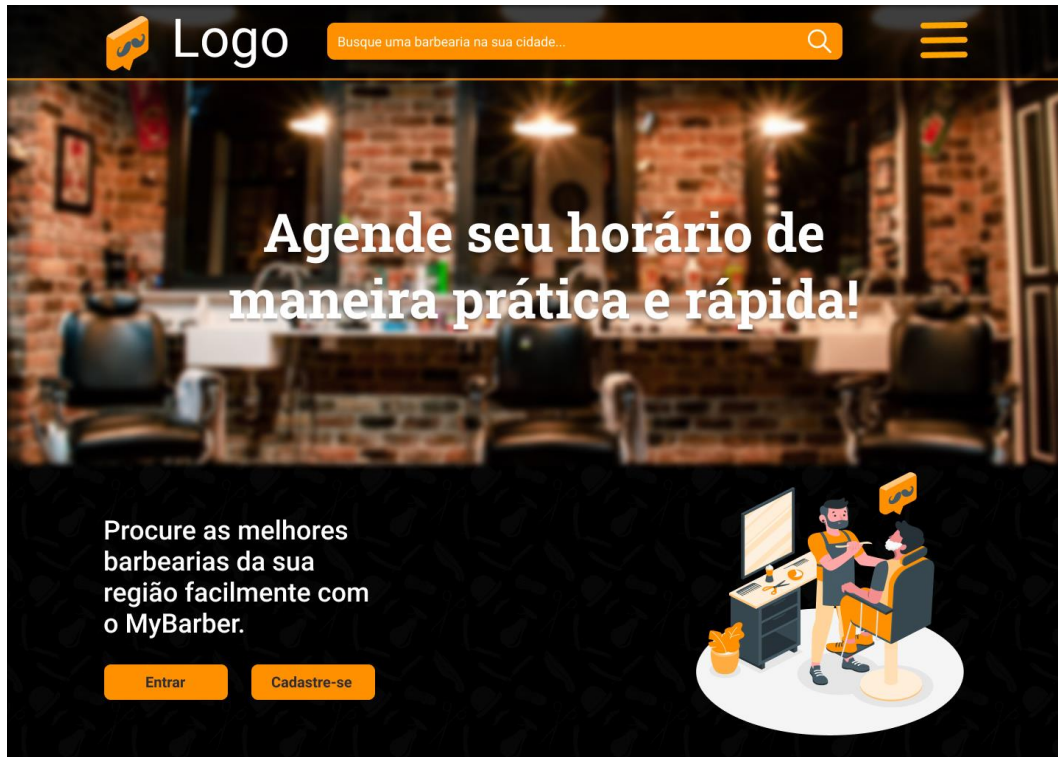 Logo
Busque uma barbearia na sua cidade...
Agende seu horário de
maneira prática e rápida!
Procure as melhores
barbearias da sua
região facilmente com
o MyBarber.
Entrar
Cadastre-se